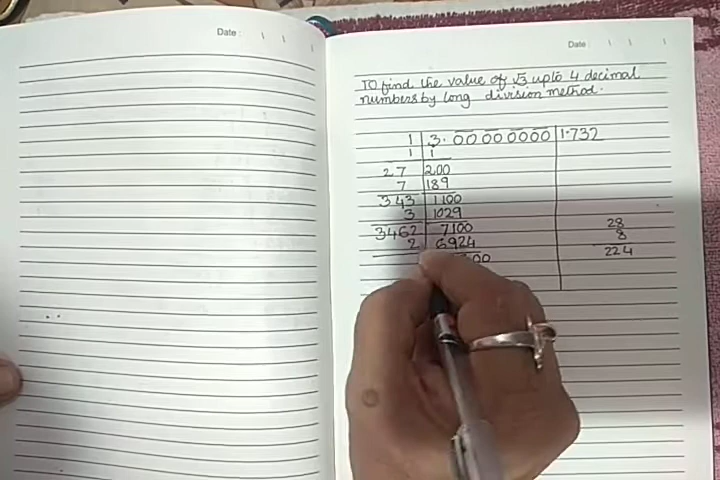 Date :
Date
TO find the value of √3 upto 4 decimal
numbers by long division method.
1 3. 00 00 00 00 1.732
1 1
27 200
7 189
343 1100
3 1029
3462 7100
2 6924
00
28
8
224